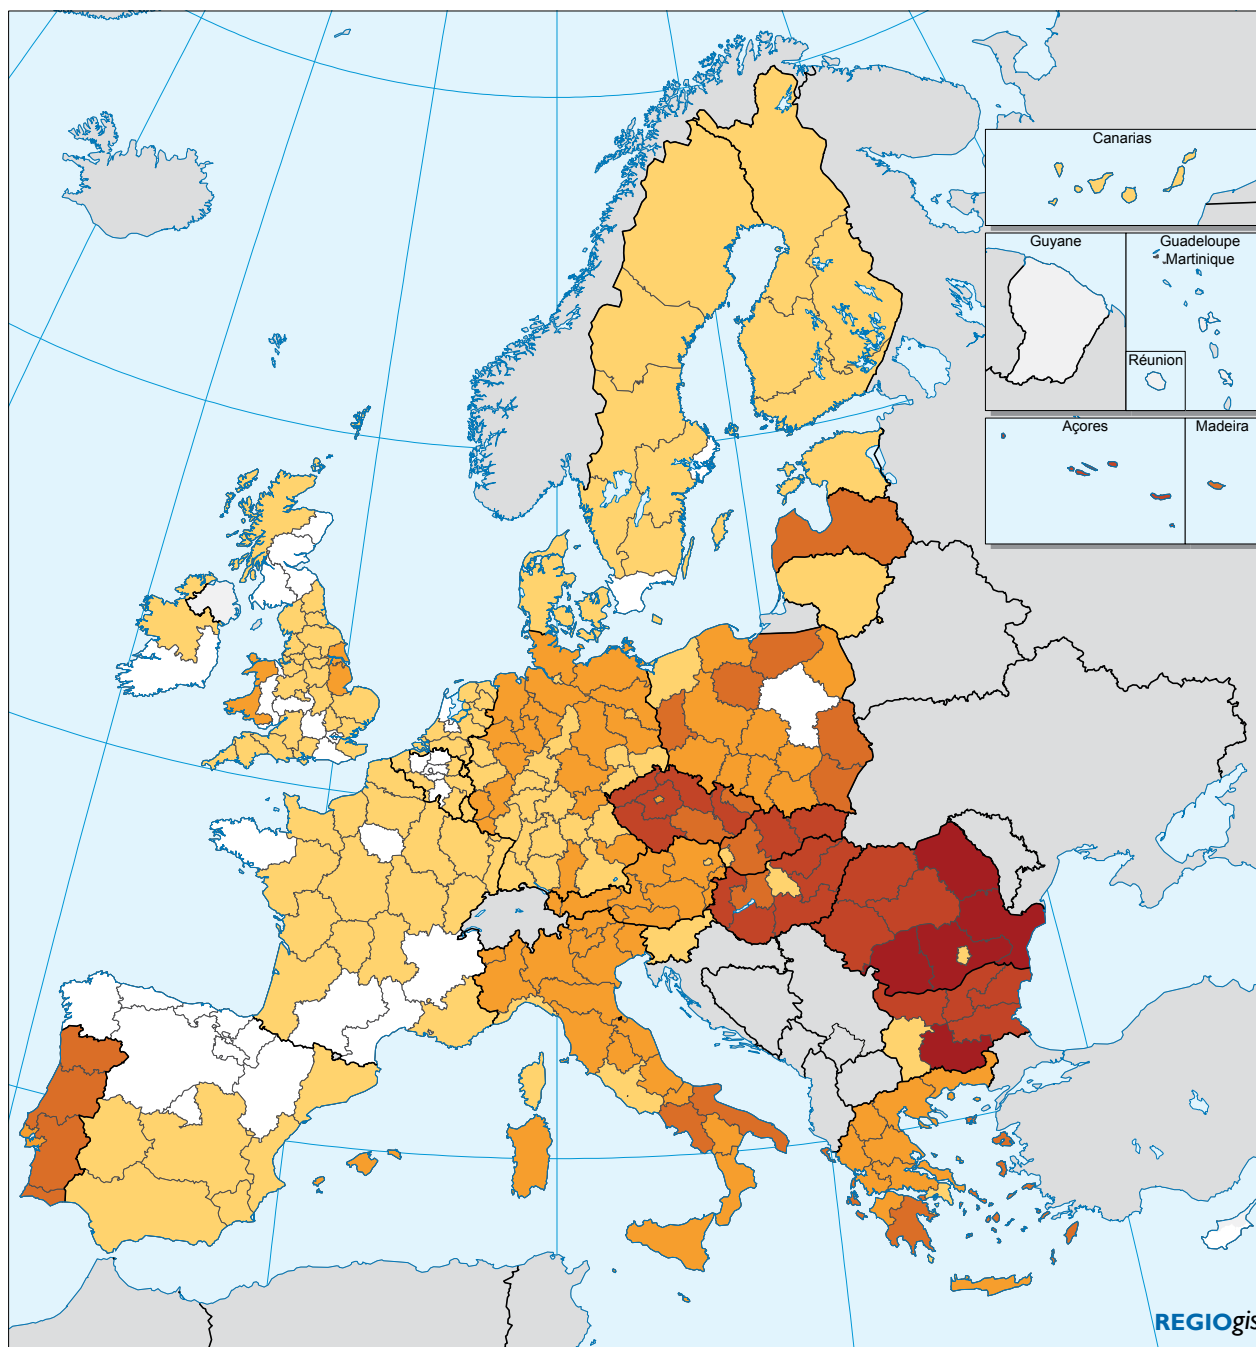 Canarias
Guyane
Guadeloupe
Martinique
Réunion
Açores
Madeira
REGIOgis